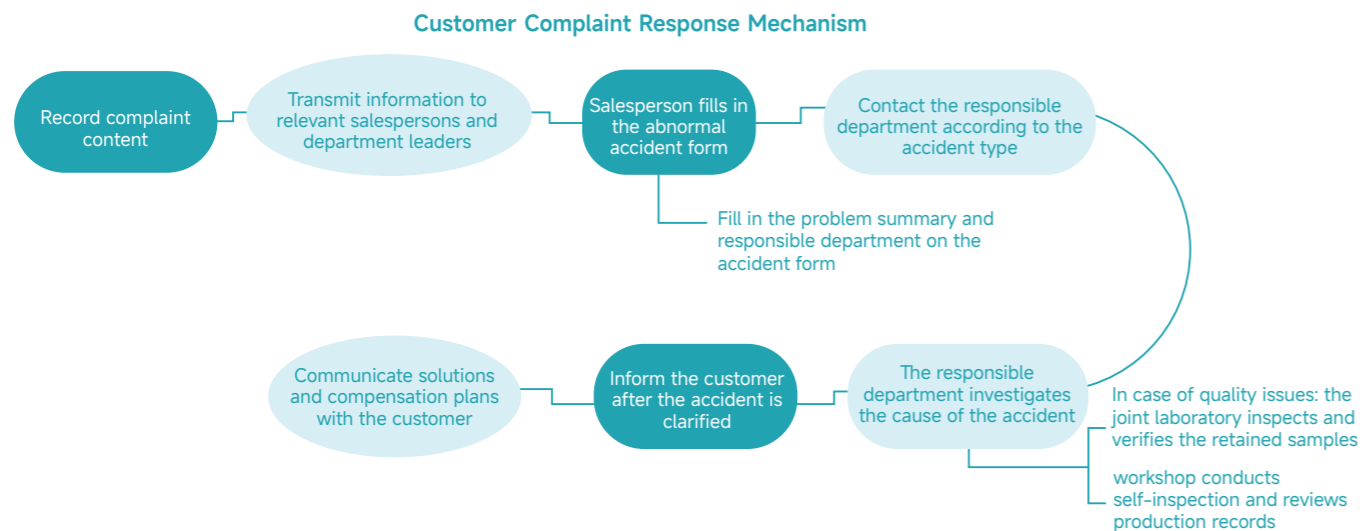 Customer Complaint Response Mechanism
Record complaint
content
Transmit information to
relevant salespersons and
department leaders
Salesperson fills in
the abnormal
accident form
Contact the responsible
department according to the
accident type
Fill in the problem summary and
responsible department on the
accident form
The responsible
department investigates
the cause of the accident
In case of quality issues: the
joint laboratory inspects and
verifies the retained samples
workshop conducts
self-inspection and reviews
production records
Inform the customer
after the accident is
clarified
Communicate solutions
and compensation plans
with the customer